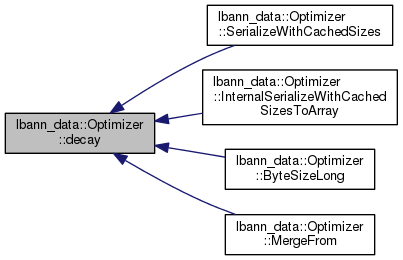 lbann_data::Optimizer
::decay
lbann_data::Optimizer
::SerializeWithCachedSizes
lbann_data::Optimizer
::InternalSerializeWithCached
SizesToArray
lbann_data::Optimizer
::ByteSizeLong
lbann_data::Optimizer
::MergeFrom